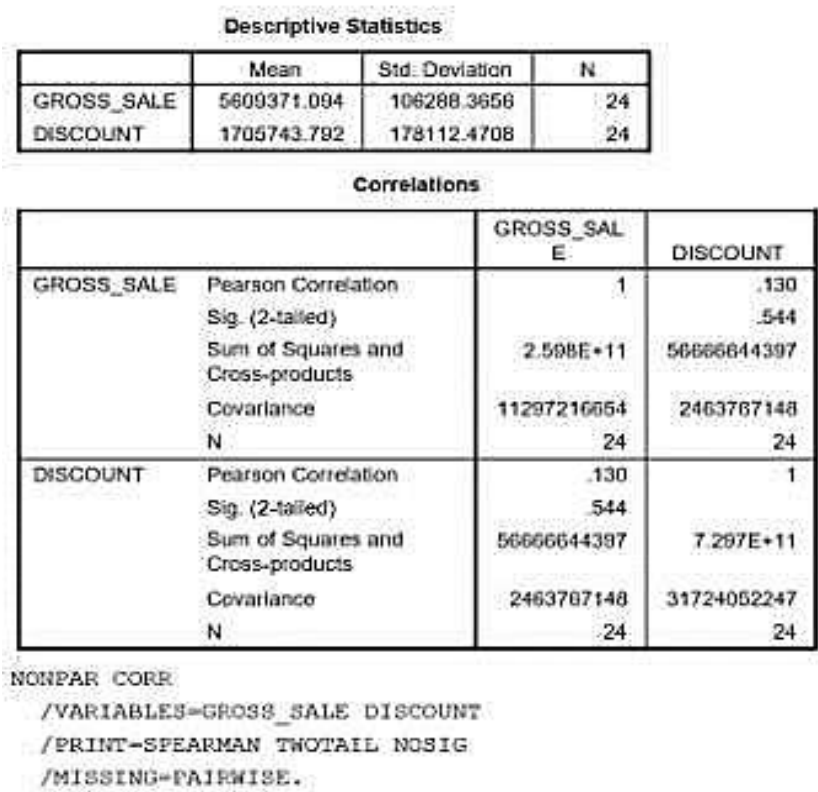 Descriptive Statistics
Mean Std. Deviation N
GROSS_SALE 5609371.094 106288.3656 24
DISCOUNT 1705743.792 178112.4708 24
Correlations
GROSS_SAL
E DISCOUNT
GROSS_SALE Pearson Correlation 1 .130
Sig. (2-tailed) .544
Sum of Squares and
Cross-products 2.598E+11 56666644397
Covariance 11297216654 2463767148
N 24 24
DISCOUNT Pearson Correlation .130 1
Sig. (2-tailed) .544
Sum of Squares and
Cross-products 56666644397 7.297E+11
Covariance 2463767148 31724052247
N 24 24
NONPAR CORR
/VARIABLES=GROSS_SALE DISCOUNT
/PRINT=SPEARMAN TWOTAIL NOSIG
/MISSING=PAIRWISE.